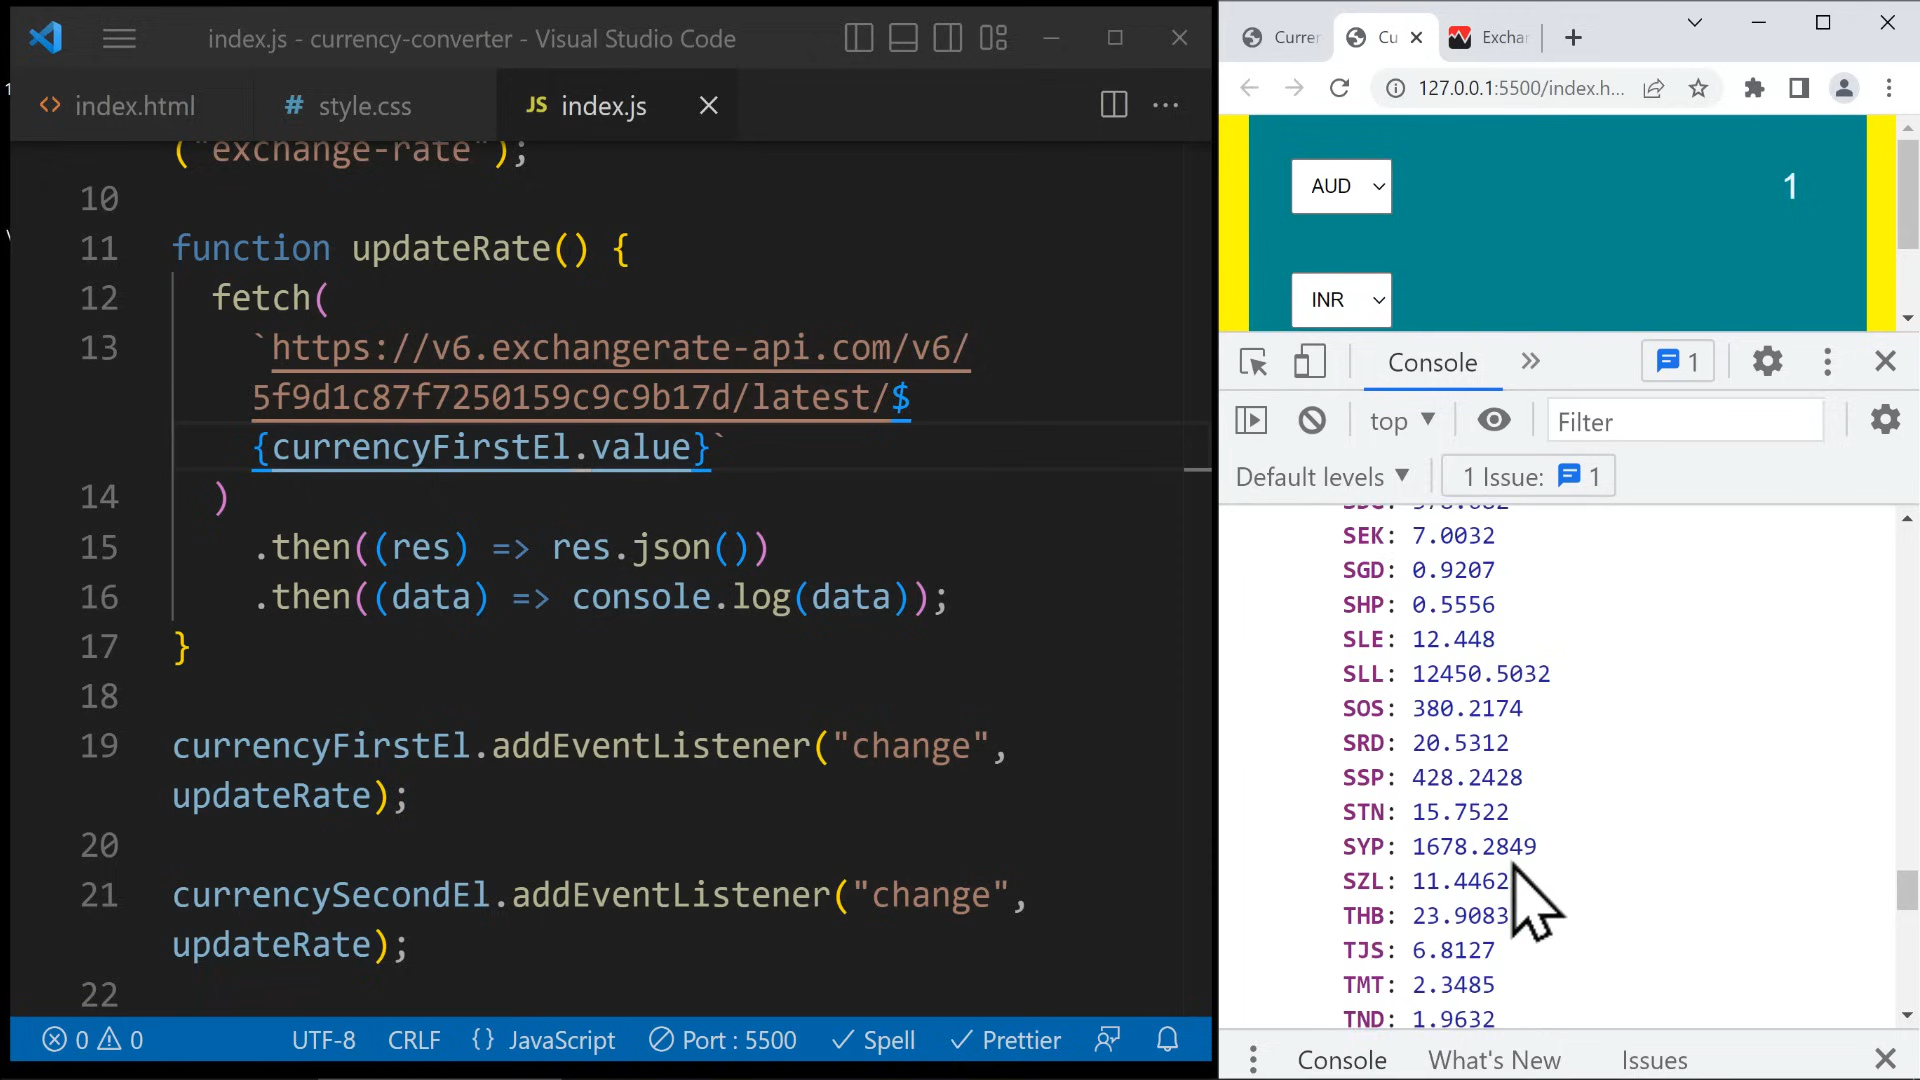 index.js - currency-converter - Visual Studio Code
index.html
style.css
JS index.js
("exchange-rate");
10
11 function updateRate() {
12 fetch(
13 `https://v6.exchangerate-api.com/v6/
5f9d1c87f7250159c9c9b17d/latest/$
{currencyFirstEl.value}`
14 )
15 .then((res) => res.json())
16 .then((data) => console.log(data));
17 }
18
19 currencyFirstEl.addEventListener("change",
updateRate);
20
21 currencySecondEl.addEventListener("change",
updateRate);
22
0 0 UTF-8 CRLF {} JavaScript Port : 5500 Spell Prettier
Curren
Cu
Exchan
127.0.0.1:5500/index.h...
AUD
1
INR
Console
1
top
Filter
Default levels
1 Issue: 1
SEK: 7.0032
SGD: 0.9207
SHP: 0.5556
SLE: 12.448
SLL: 12450.5032
SOS: 380.2174
SRD: 20.5312
SSP: 428.2428
STN: 15.7522
SYP: 1678.2849
SZL: 11.4462
THB: 23.9083
TJS: 6.8127
TMT: 2.3485
TND: 1.9632
Console What's New Issues